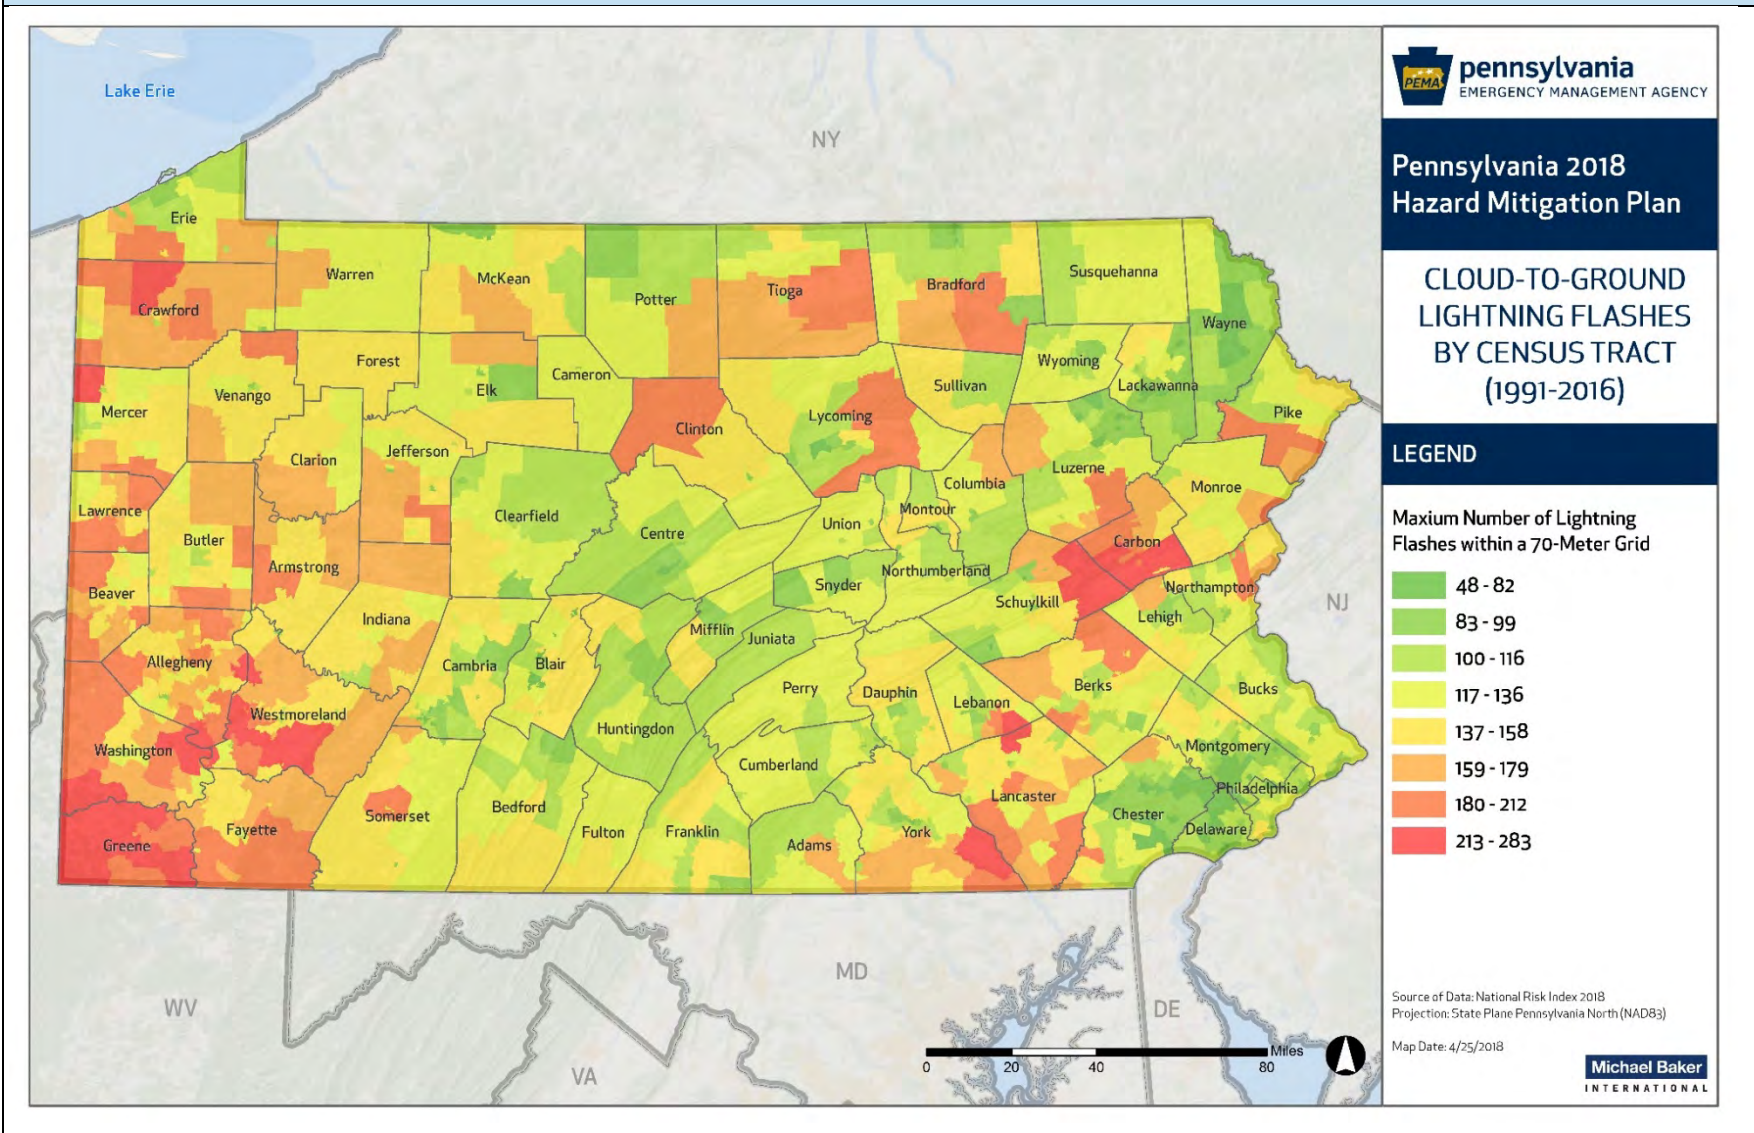 Lake Erie
NY
Erie
Warren
McKean
Susquehanna
Crawford
Potter
Tioga
Bradford
Wayne
Forest
Cameron
Wyoming
Venango
Elk
Sullivan
Lackawanna
Mercer
Clinton
Lycoming
Pike
Clarion
Jefferson
Luzerne
Columbia
Monroe
Lawrence
Clearfield
Centre
Union
Montour
Butler
Carbon
Armstrong
Northumberland
Beaver
Snyder
Northampton
NJ
Indiana
Schuylkill
Lehigh
Mifflin
Juniata
Allegheny
Cambria
Blair
Perry
Dauphin
Berks
Bucks
Westmoreland
Lebanon
Huntingdon
Washington
Cumberland
Montgomery
Philadelphia
Lancaster
Bedford
Somerset
Chester
Fayette
Fulton
Franklin
York
Delaware
Greene
Adams
MD
WV
DE
VA
Miles
0 20 40 80
PEMA
pennsylvania
EMERGENCY MANAGEMENT AGENCY
Pennsylvania 2018
Hazard Mitigation Plan
CLOUD-TO-GROUND
LIGHTNING FLASHES
BY CENSUS TRACT
(1991-2016)
LEGEND
Maxium Number of Lightning
Flashes within a 70-Meter Grid
48 - 82
83 - 99
100 - 116
117 - 136
137 - 158
159 - 179
180 - 212
213 - 283
Source of Data: National Risk Index 2018
Projection: State Plane Pennsylvania North (NAD83)
Map Date: 4/25/2018
Michael Baker
INTERNATIONAL